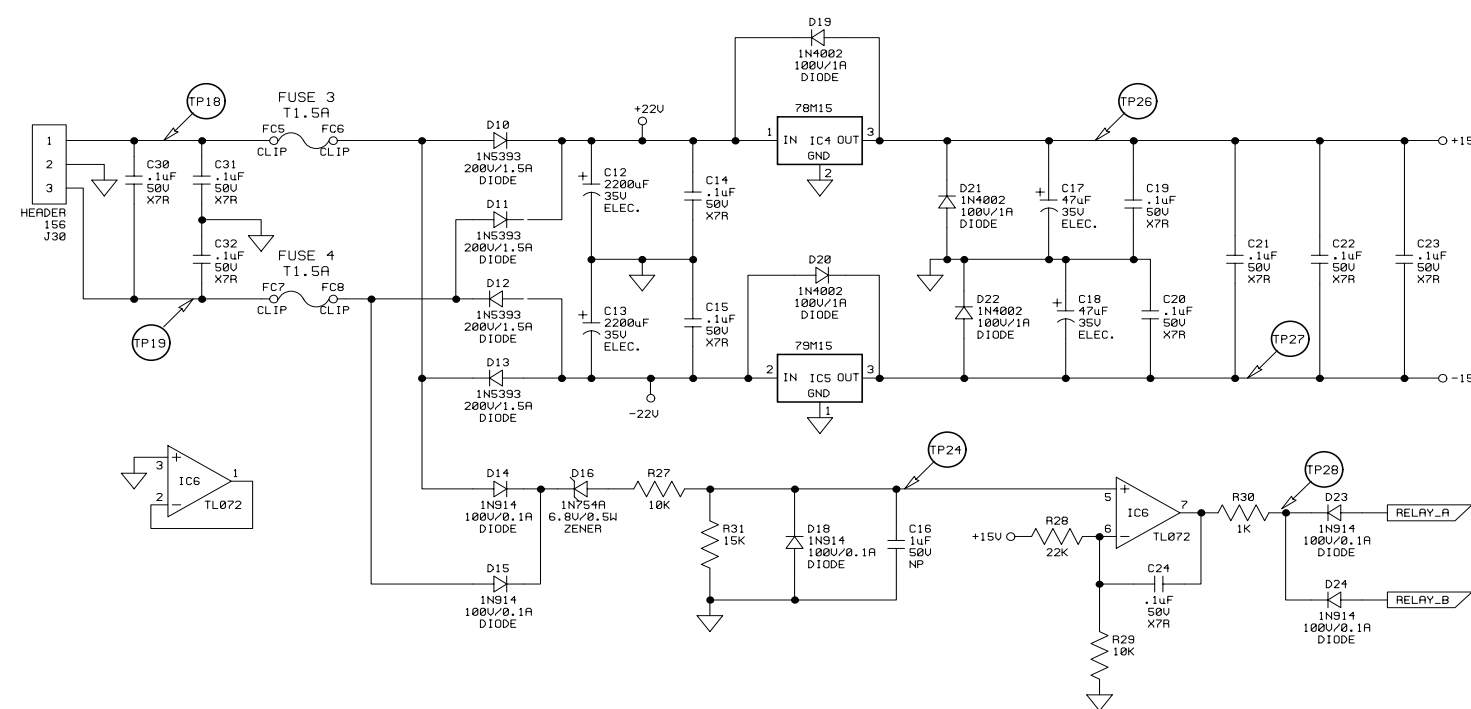 D19
1N4002
100V/1A
DIODE
TP18
FUSE 3
T1.5A
+22V
78M15
TP26
1
2
3
HEADER
156
J30
FC5
CLIP
FC6
CLIP
D10
1N5393
200V/1.5A
DIODE
1
IN IC4 OUT
GND
3
2
+15
C30
.1uF
50V
X7R
C31
.1uF
50V
X7R
C12
2200uF
35V
ELEC.
+
C14
.1uF
50V
X7R
D11
1N5393
200V/1.5A
DIODE
D21
1N4002
100V/1A
DIODE
C17
47uF
35V
ELEC.
+
C19
.1uF
50V
X7R
C32
.1uF
50V
X7R
FUSE 4
T1.5A
FC7
CLIP
FC8
CLIP
TP19
D12
1N5393
200V/1.5A
DIODE
C13
2200uF
35V
ELEC.
+
C15
.1uF
50V
X7R
D20
1N4002
100V/1A
DIODE
D22
1N4002
100V/1A
DIODE
C18
47uF
35V
ELEC.
+
C20
.1uF
50V
X7R
C21
.1uF
50V
X7R
C22
.1uF
50V
X7R
C23
.1uF
50V
X7R
D13
1N5393
200V/1.5A
DIODE
-22V
79M15
2
IN IC5 OUT
GND
3
1
TP27
-15
3
+
2
−
1
IC6
TL072
D14
1N914
100V/0.1A
DIODE
D16
1N754A
6.8V/0.5W
ZENER
R27
10K
TP24
R31
15K
D18
1N914
100V/0.1A
DIODE
C16
1uF
50V
NP
D15
1N914
100V/0.1A
DIODE
+15V
R28
22K
5
+
6
−
7
IC6
TL072
R30
1K
TP28
D23
1N914
100V/0.1A
DIODE
RELAY_A
C24
.1uF
50V
X7R
D24
1N914
100V/0.1A
DIODE
RELAY_B
R29
10K